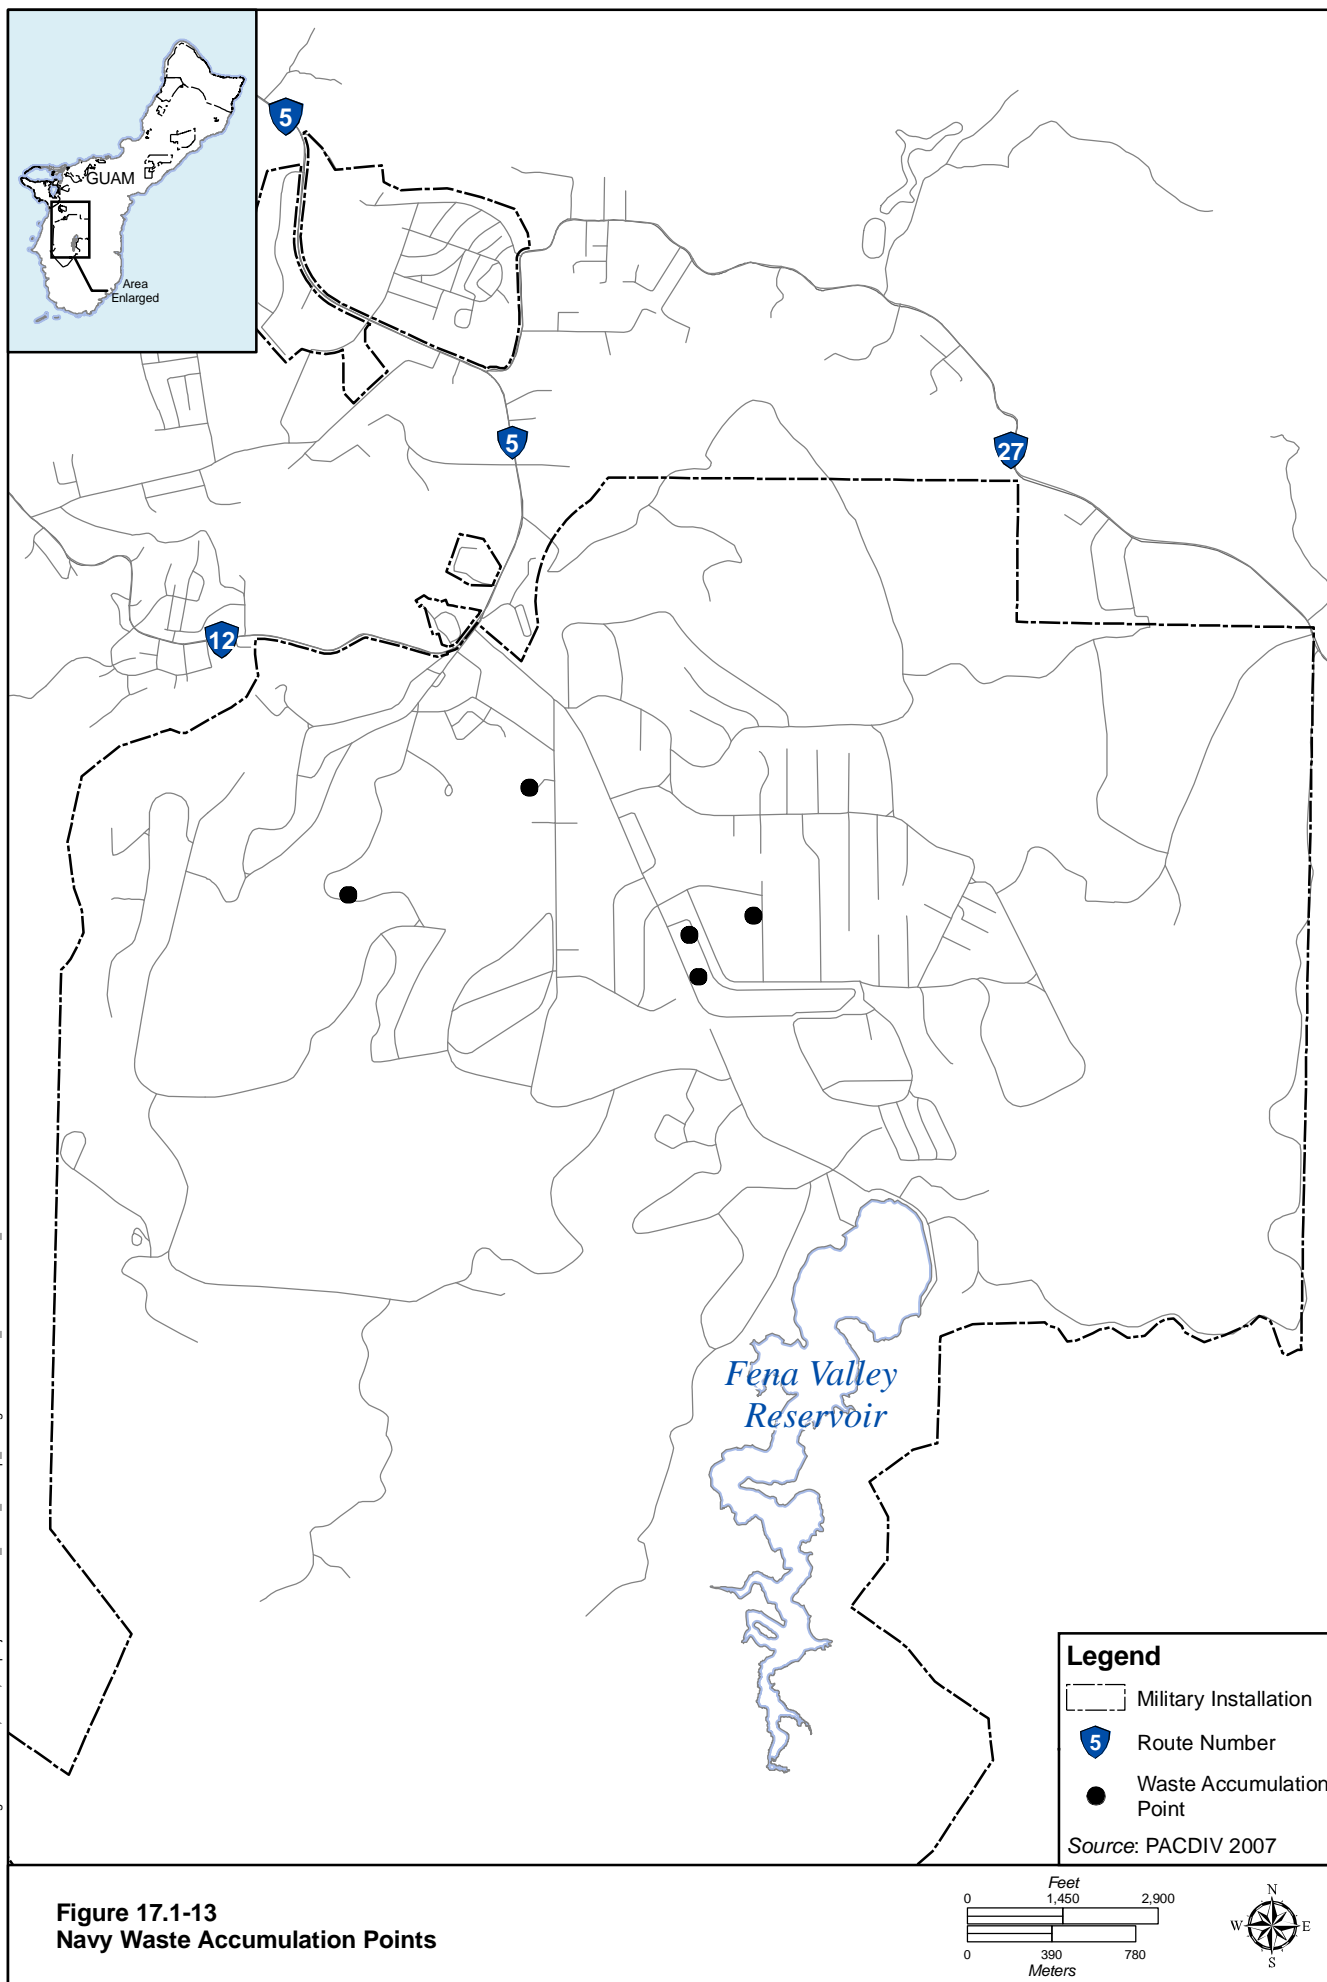 GUAM
Area
Enlarged
5
5
27
12
Fena Valley
Reservoir
Legend
Military Installation
5 Route Number
Waste Accumulation
Point
Source: PACDIV 2007
Figure 17.1-13
Navy Waste Accumulation Points
Feet
0 1,450 2,900
0 390 780
Meters
N
W E
S